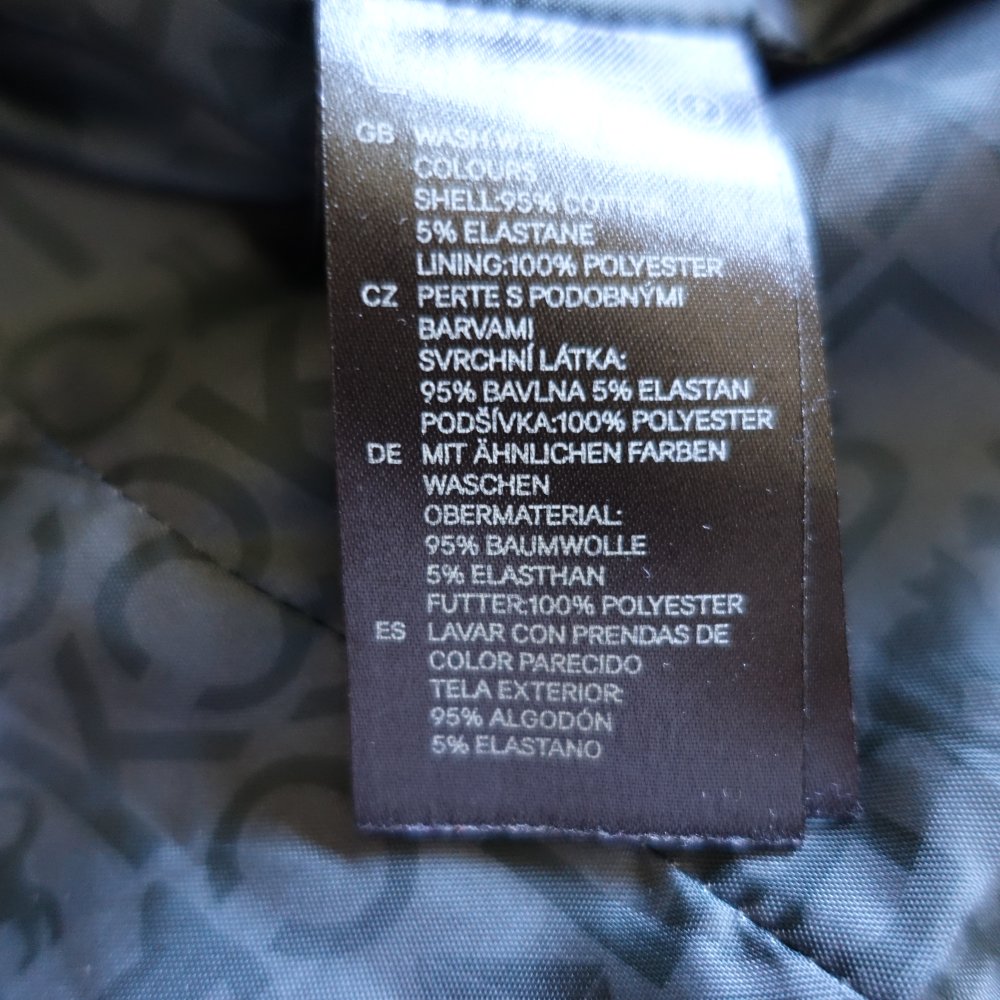 GB WASH WITH
COLOURS
SHELL:95% COTTON
5% ELASTANE
LINING:100% POLYESTER
CZ PERTE S PODOBNÝMI
BARVAMI
SVRCHNÍ LÁTKA:
95% BAVLNA 5% ELASTAN
PODŠÍVKA:100% POLYESTER
DE MIT ÄHNLICHEN FARBEN
WASCHEN
OBERMATERIAL:
95% BAUMWOLLE
5% ELASTHAN
FUTTER:100% POLYESTER
ES LAVAR CON PRENDAS DE
COLOR PARECIDO
TELA EXTERIOR:
95% ALGODÓN
5% ELASTANO